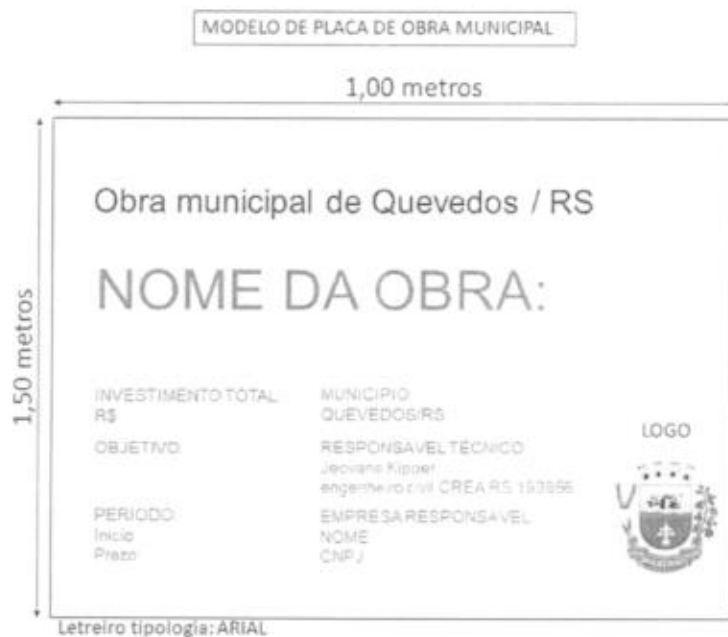 MODELO DE PLACA DE OBRA MUNICIPAL
1,00 metros
1,50 metros
Obra municipal de Quevedos / RS
NOME DA OBRA:
INVESTIMENTO TOTAL
R$
MUNICIPIO
QUEVEDOS/RS
OBJETIVO
RESPONSAVEL TÉCNICO
engenheiro civil CREA RS
PERIODO
Inicio
Prazo
EMPRESA RESPONSAVEL
NOME
CNPJ
LOGO
Letreiro tipologia: ARIAL